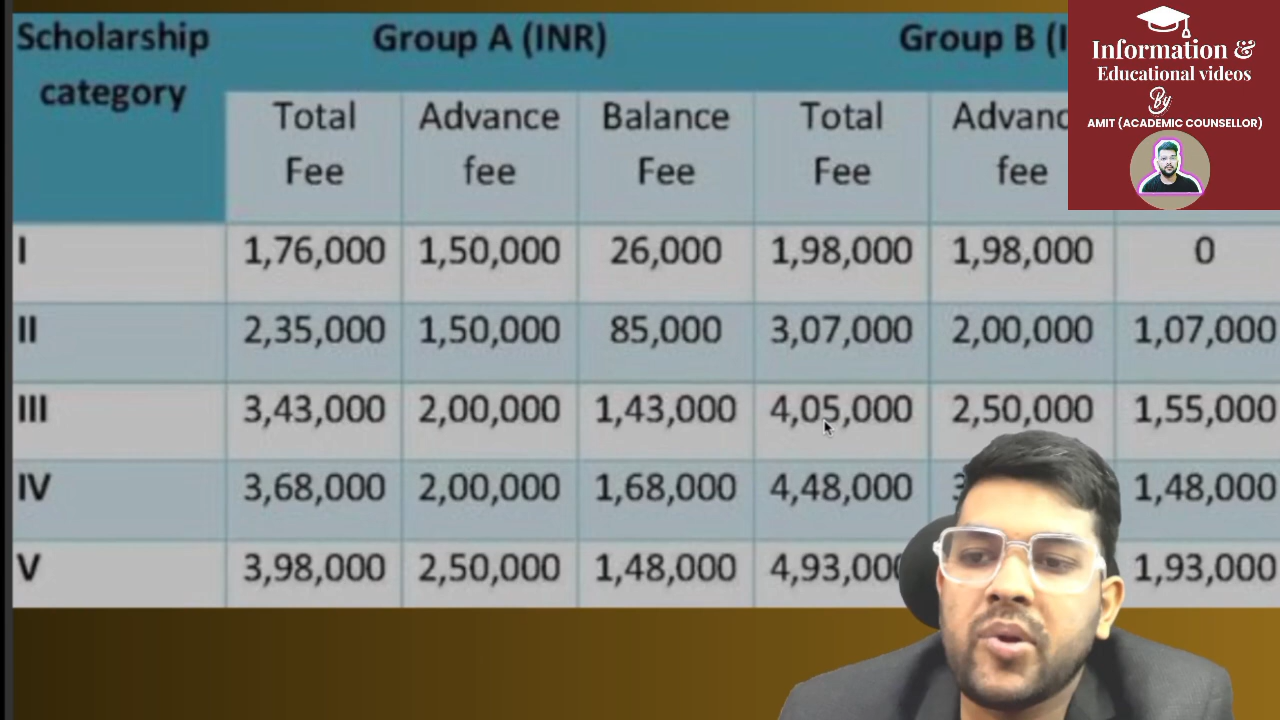 Scholarship category
Group A (INR)
Group B (I
Total Fee
Advance fee
Balance Fee
Total Fee
Advanc fee
I 1,76,000 1,50,000 26,000 1,98,000 1,98,000 0
II 2,35,000 1,50,000 85,000 3,07,000 2,00,000 1,07,000
III 3,43,000 2,00,000 1,43,000 4,05,000 2,50,000 1,55,000
IV 3,68,000 2,00,000 1,68,000 4,48,000 1,48,000
V 3,98,000 2,50,000 1,48,000 4,93,00 1,93,000
Information &
Educational videos
By
AMIT (ACADEMIC COUNSELLOR)